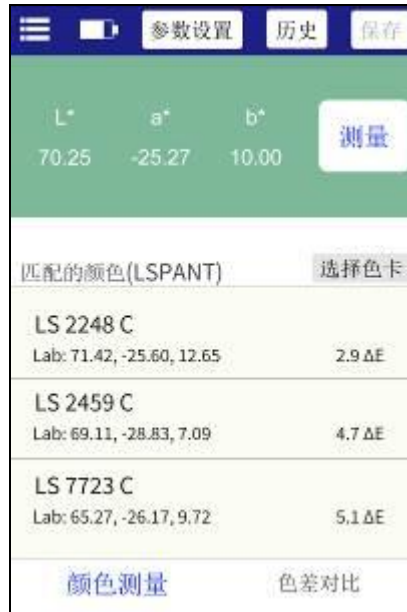 参数设置 历史 保存
L* a* b*
70.25 -25.27 10.00
测量
匹配的颜色(LSPANT) 选择色卡
LS 2248 C
Lab: 71.42, -25.60, 12.65 2.9 ΔE
LS 2459 C
Lab: 69.11, -28.83, 7.09 4.7 ΔE
LS 7723 C
Lab: 65.27, -26.17, 9.72 5.1 ΔE
颜色测量 色差对比